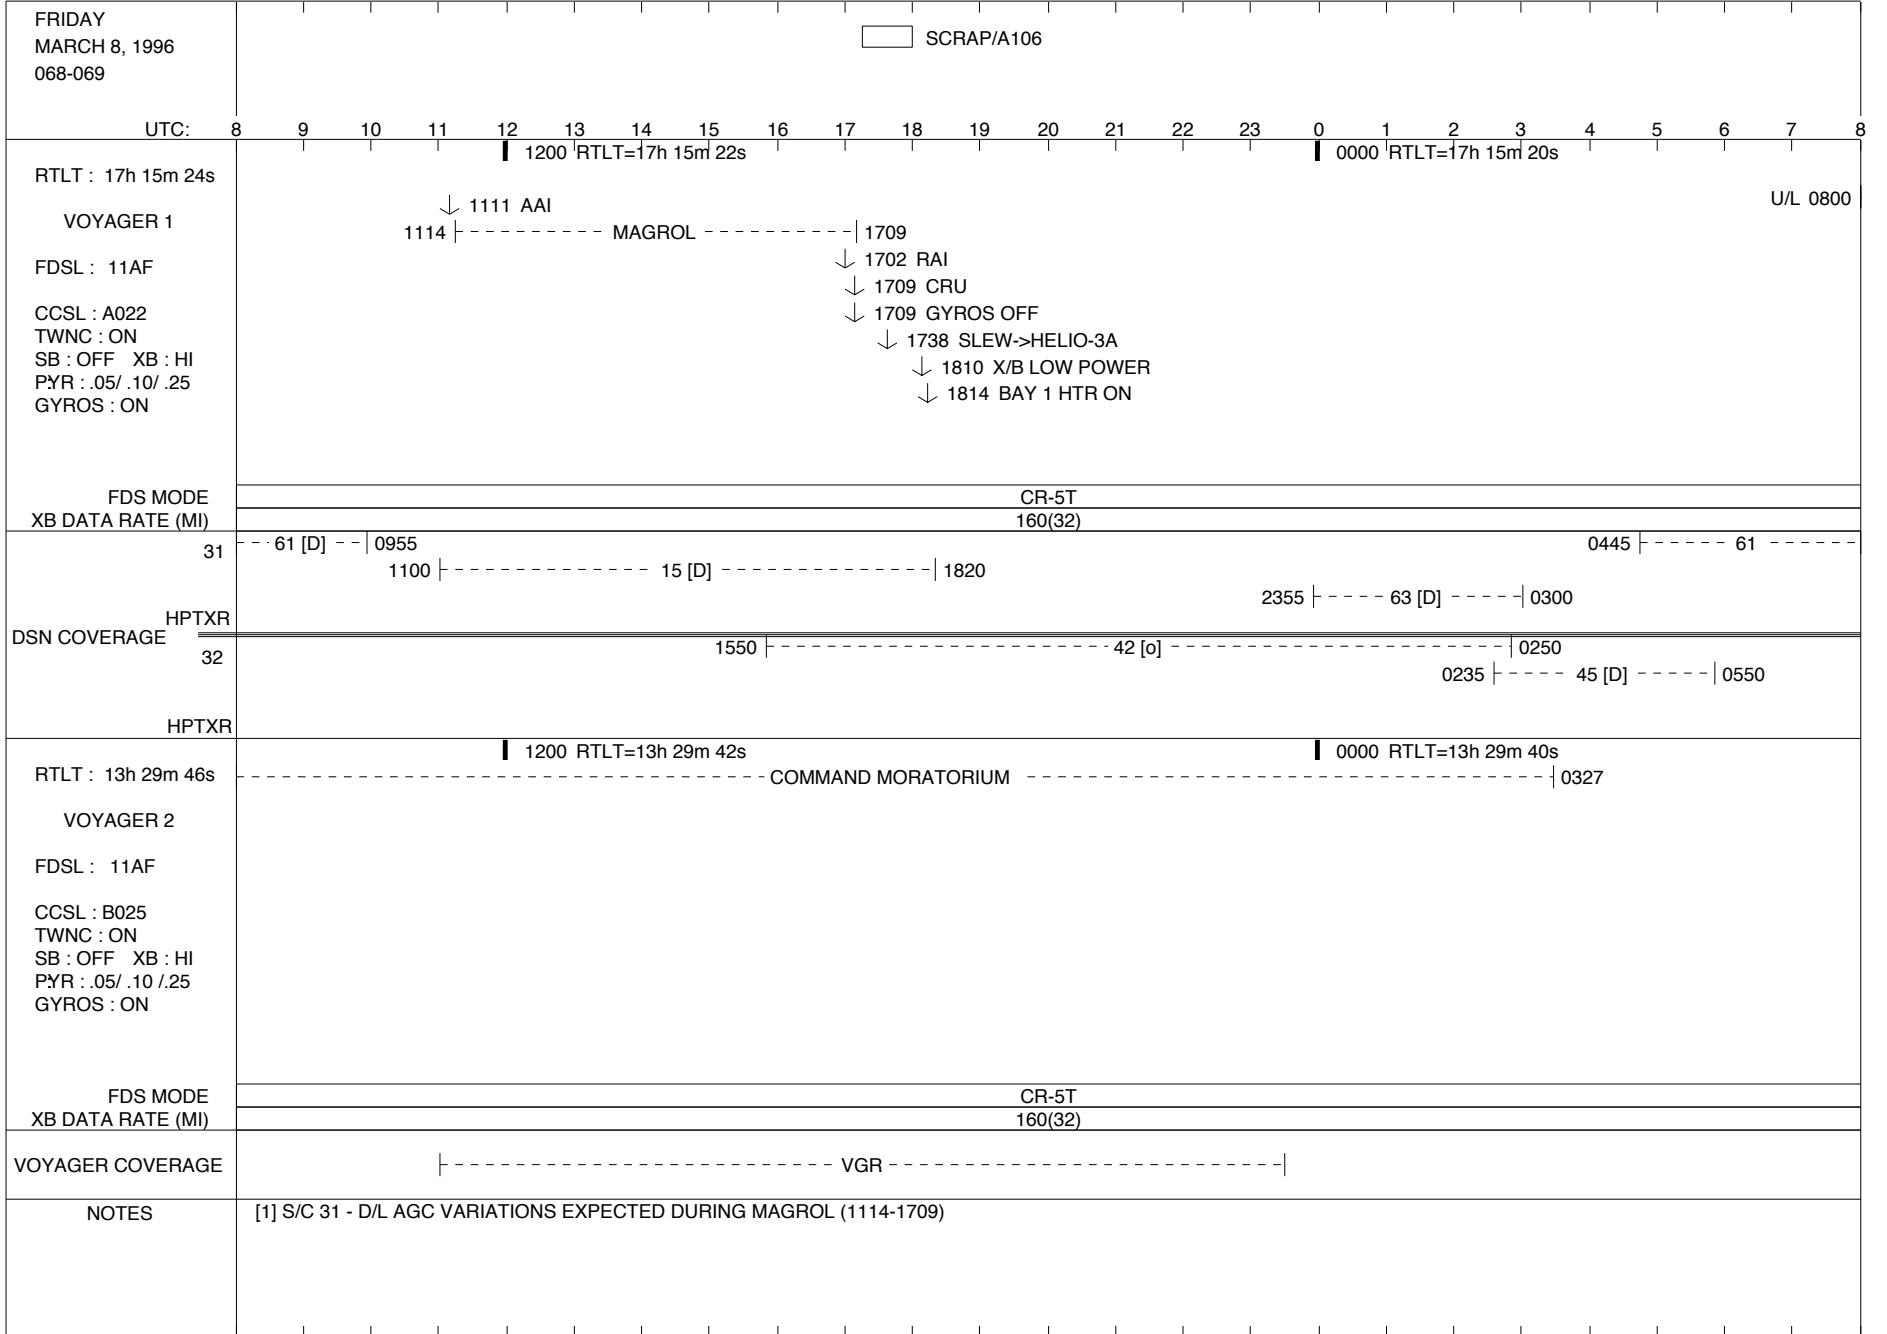 FRIDAY
MARCH 8, 1996
068-069
SCRAP/A106
UTC: 8 9 10 11 12 13 14 15 16 17 18 19 20 21 22 23 0 1 2 3 4 5 6 7 8
1200 RTLT=17h 15m 22s 0000 RTLT=17h 15m 20s
RTLT : 17h 15m 24s
U/L 0800
1111 AAI
VOYAGER 1
1114 MAGROL 1709
1702 RAI
FDSL : 11AF
1709 CRU
CCSL : A022
1709 GYROS OFF
TWNC : ON
1738 SLEW->HELIO-3A
SB : OFF XB : HI
1810 X/B LOW POWER
P:YR : .05/ .10/ .25
1814 BAY 1 HTR ON
GYROS : ON
FDS MODE CR-5T
XB DATA RATE (MI) 160(32)
31 61 [D] 0955 0445 61
1100 15 [D] 1820
2355 63 [D] 0300
HPTXR
DSN COVERAGE
32 1550 42 [o] 0250
0235 45 [D] 0550
HPTXR
1200 RTLT=13h 29m 42s 0000 RTLT=13h 29m 40s
RTLT : 13h 29m 46s COMMAND MORATORIUM 0327
VOYAGER 2
FDSL : 11AF
CCSL : B025
TWNC : ON
SB : OFF XB : HI
P:YR : .05/ .10 /.25
GYROS : ON
FDS MODE CR-5T
XB DATA RATE (MI) 160(32)
VOYAGER COVERAGE VGR
NOTES [1] S/C 31 - D/L AGC VARIATIONS EXPECTED DURING MAGROL (1114-1709)